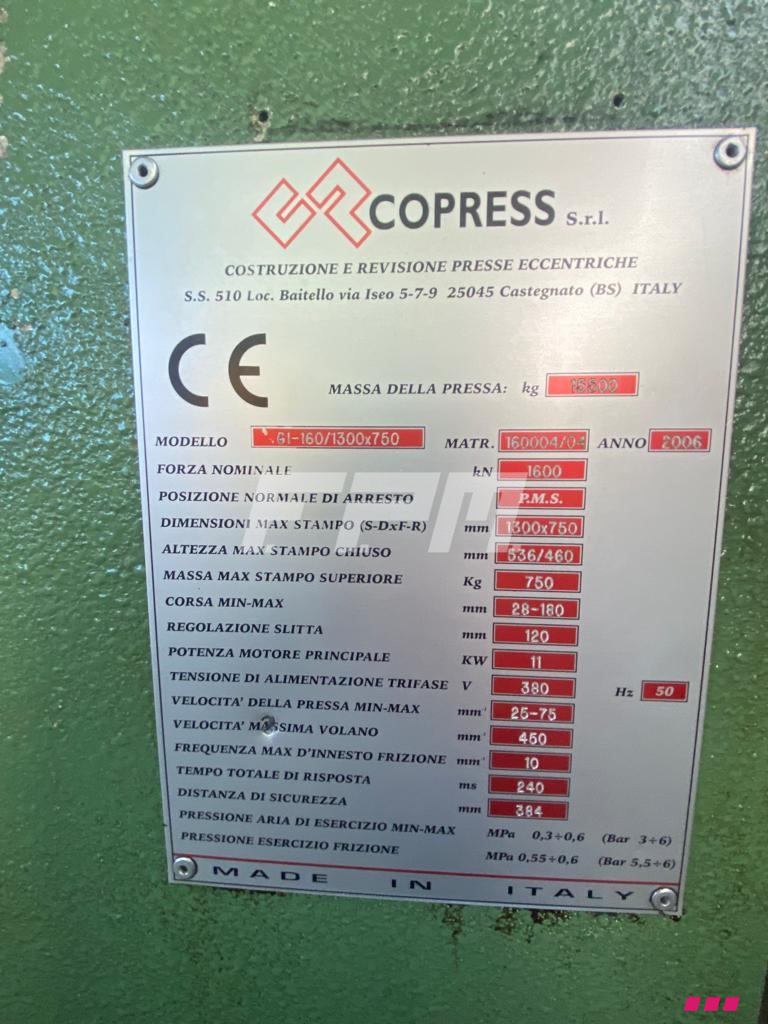 COPRESS S.r.l.
COSTRUZIONE E REVISIONE PRESSE ECCENTRICHE
S.S. 510 Loc. Baitello via Iseo 5-7-9 25045 Castegnato (BS) ITALY
CE
MASSA DELLA PRESSA: kg
MODELLO GI-160/1300x750 MATR. 160004/04 ANNO 2006
FORZA NOMINALE kN 1600
POSIZIONE NORMALE DI ARRESTO P.M.S.
DIMENSIONI MAX STAMPO (S-DxF-R) mm 1300x750
ALTEZZA MAX STAMPO CHIUSO mm 536/460
MASSA MAX STAMPO SUPERIORE Kg 750
CORSA MIN-MAX mm 28-180
REGOLAZIONE SLITTA mm 120
POTENZA MOTORE PRINCIPALE KW 11
TENSIONE DI ALIMENTAZIONE TRIFASE V 380 Hz 50
VELOCITA' DELLA PRESSA MIN-MAX mm' 25-75
VELOCITA' MASSIMA VOLANO mm' 450
FREQUENZA MAX D'INNESTO FRIZIONE mm' 10
TEMPO TOTALE DI RISPOSTA ms 240
DISTANZA DI SICUREZZA mm 384
PRESSIONE ARIA DI ESERCIZIO MIN-MAX MPa 0,3÷0,6 (Bar 3÷6)
PRESSIONE ESERCIZIO FRIZIONE MPa 0,55÷0,6 (Bar 5,5÷6)
MADE IN ITALY